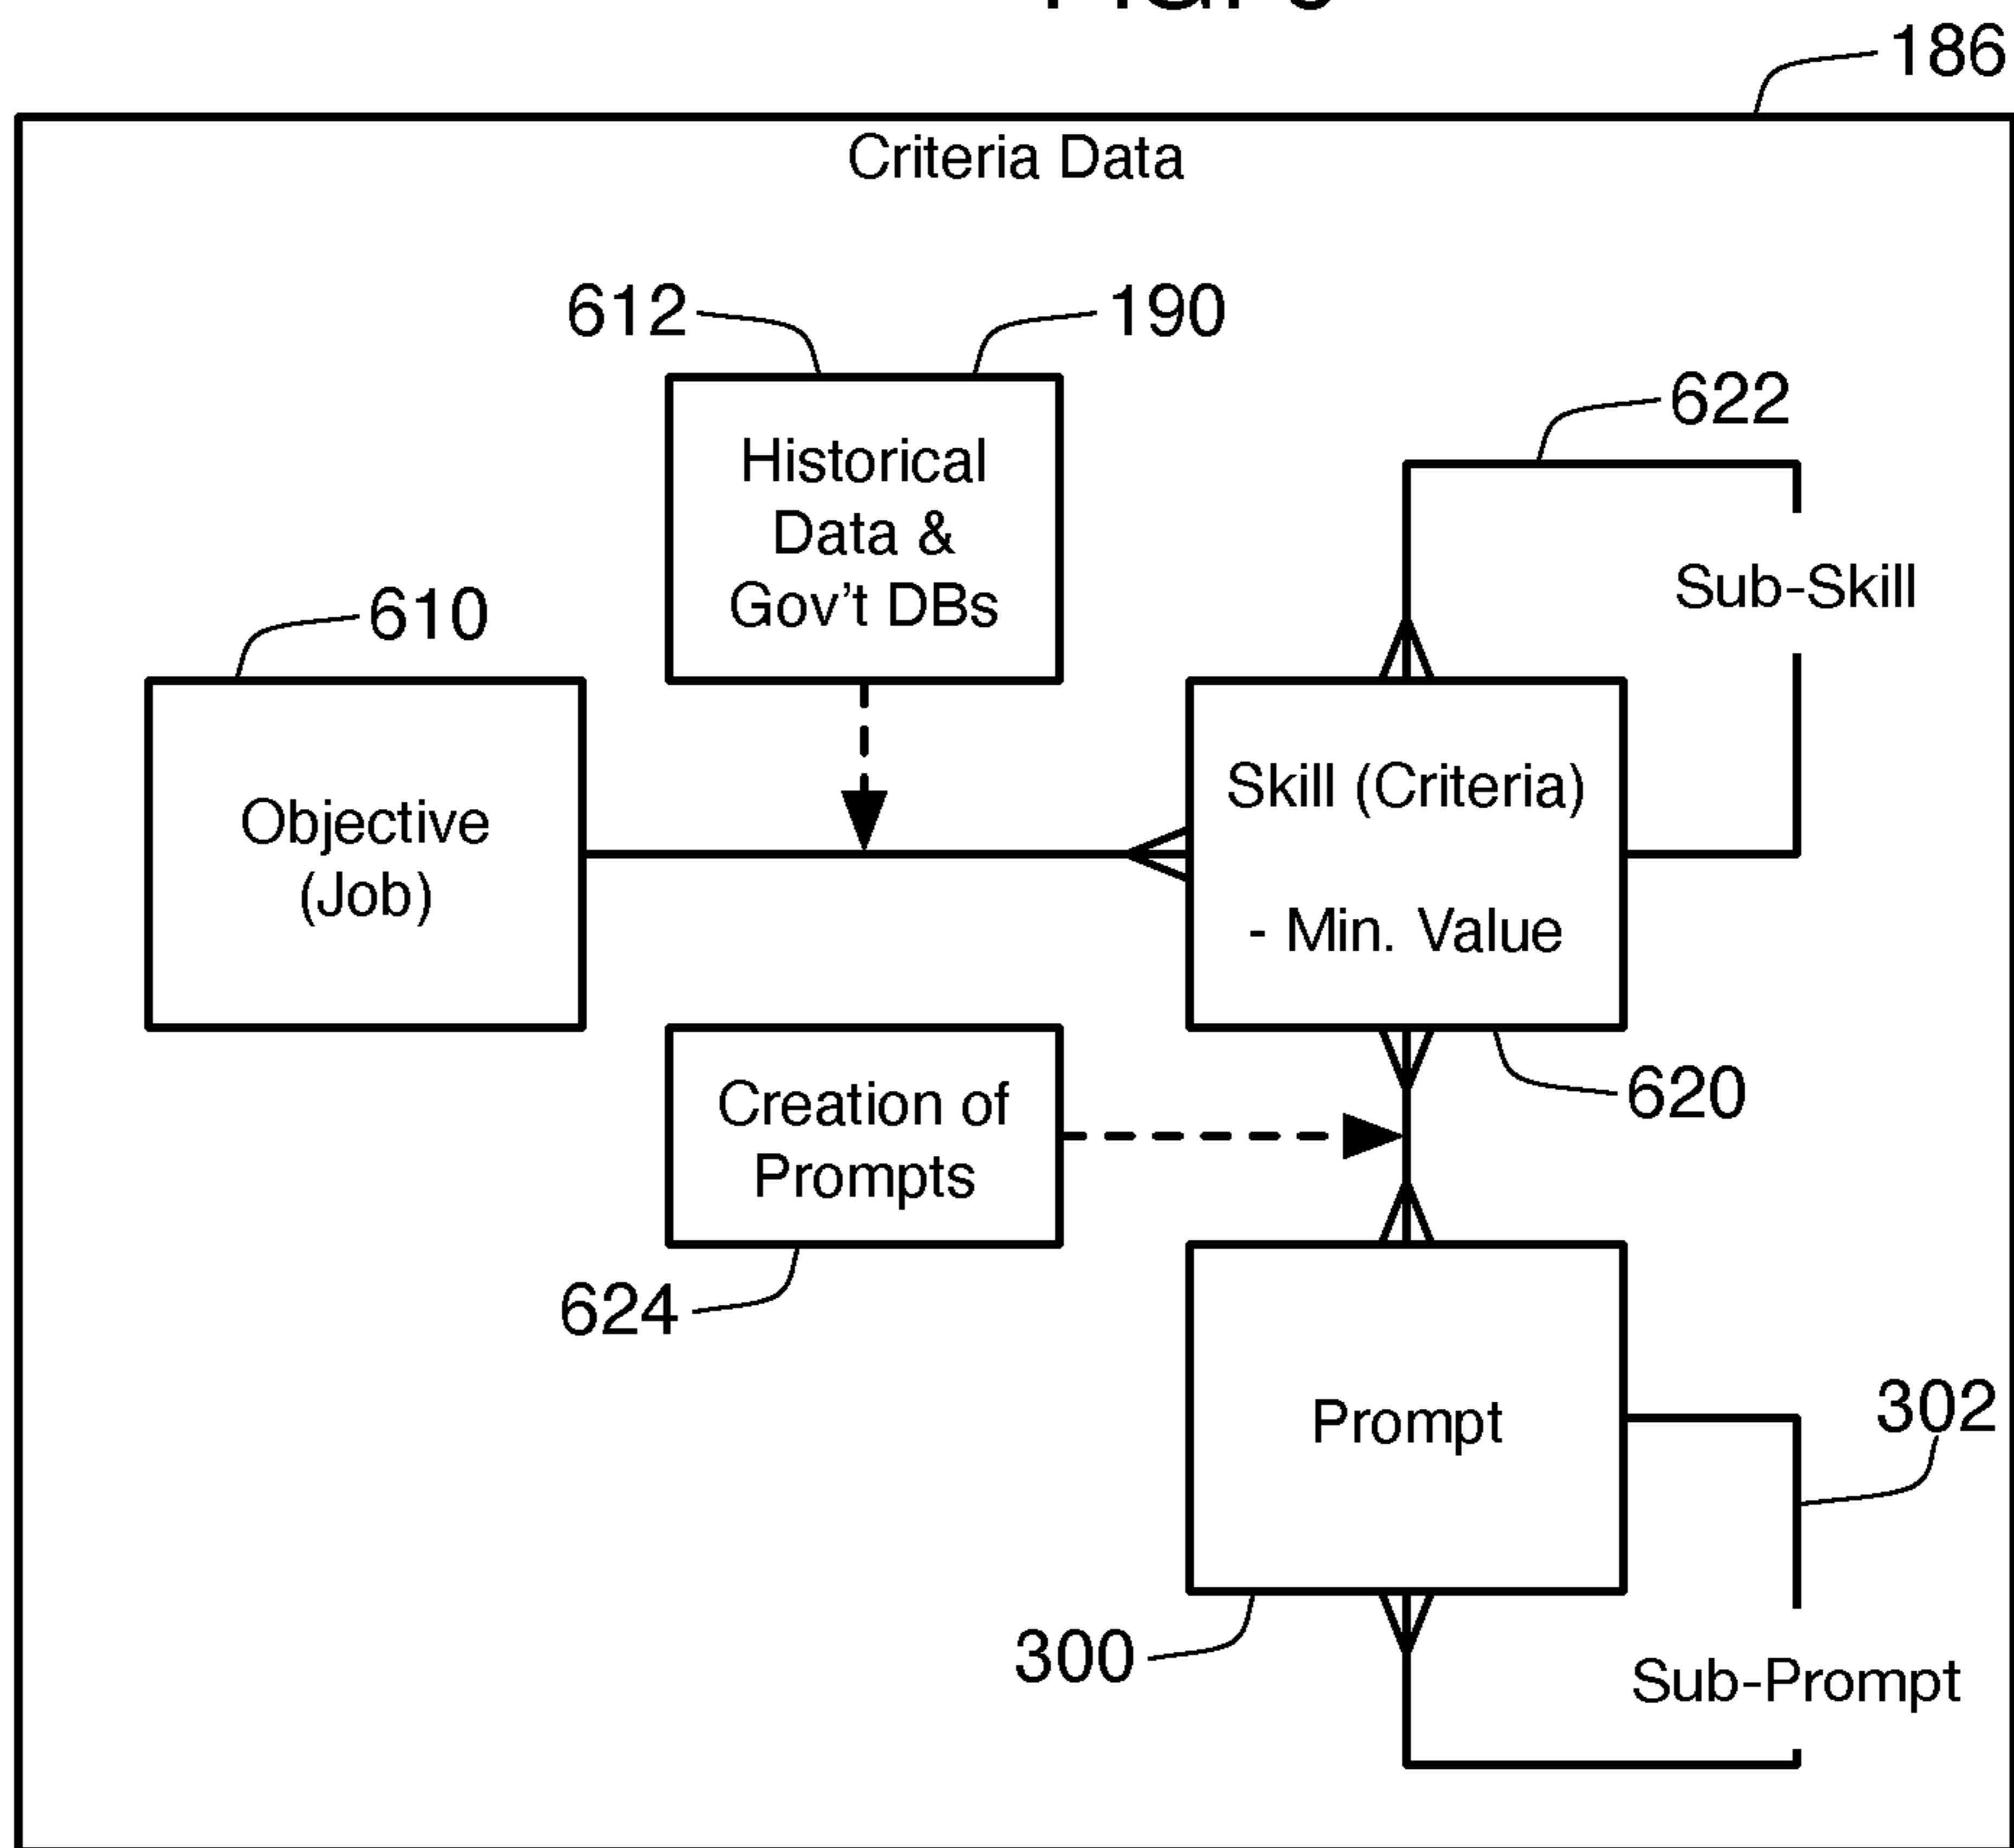 186
Criteria Data
612
190
Historical
Data &
Gov't DBs
622
Sub-Skill
610
Objective
(Job)
Skill (Criteria)
- Min. Value
620
Creation of
Prompts
624
Prompt
302
300
Sub-Prompt